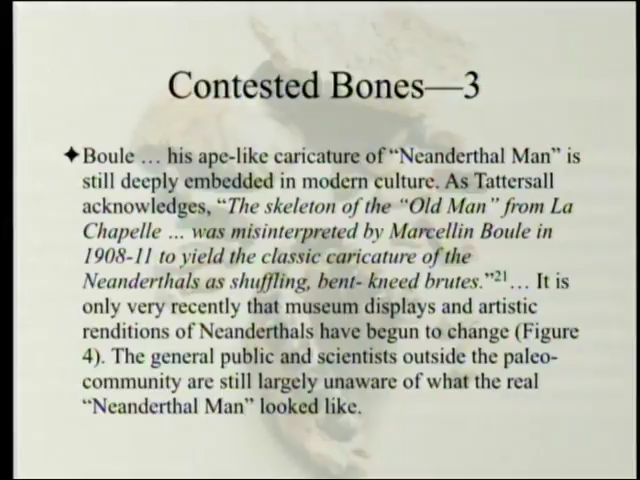 Contested Bones—3
✦Boule … his ape-like caricature of “Neanderthal Man” is
still deeply embedded in modern culture. As Tattersall
acknowledges, “The skeleton of the “Old Man” from La
Chapelle ... was misinterpreted by Marcellin Boule in
1908-11 to yield the classic caricature of the
Neanderthals as shuffling, bent- kneed brutes.”²¹… It is
only very recently that museum displays and artistic
renditions of Neanderthals have begun to change (Figure
4). The general public and scientists outside the paleo-
community are still largely unaware of what the real
“Neanderthal Man” looked like.